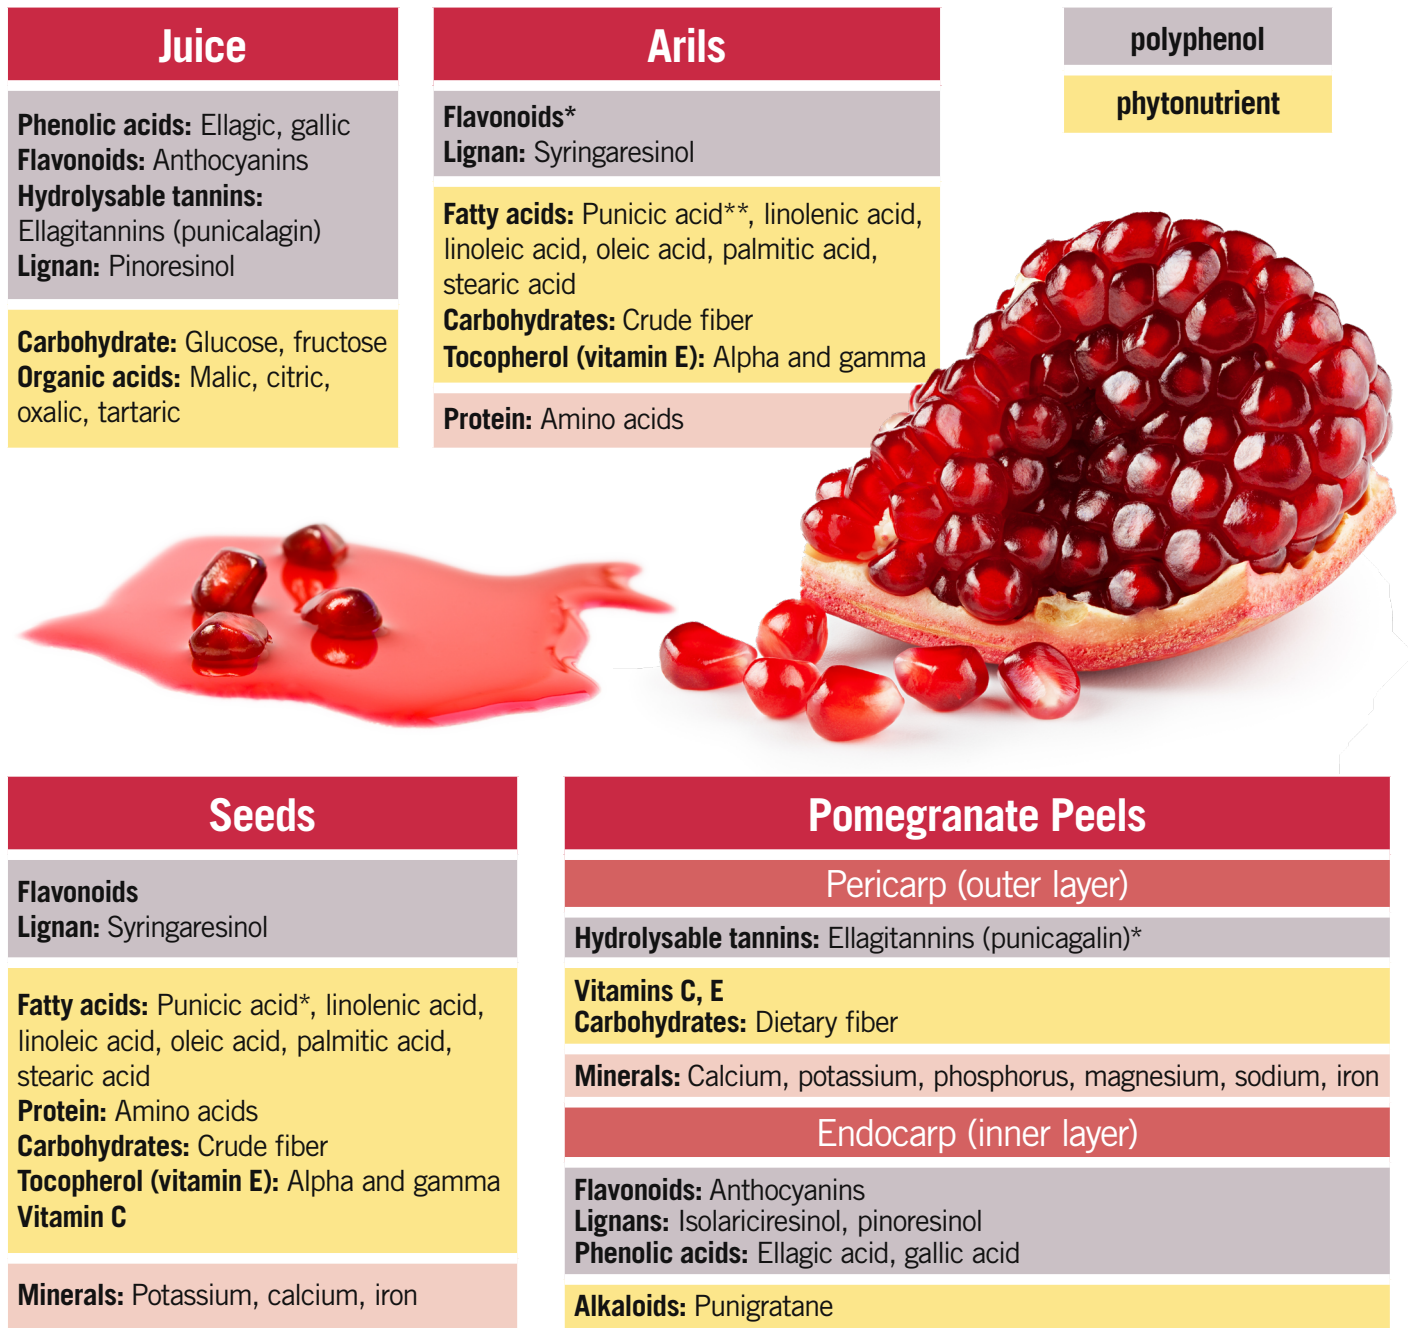 Juice
Phenolic acids: Ellagic, gallic
Flavonoids: Anthocyanins
Hydrolysable tannins:
Ellagitannins (punicalagin)
Lignan: Pinoresinol
Carbohydrate: Glucose, fructose
Organic acids: Malic, citric,
oxalic, tartaric
Arils
Flavonoids*
Lignan: Syringaresinol
Fatty acids: Punicic acid**, linolenic acid,
linoleic acid, oleic acid, palmitic acid,
stearic acid
Carbohydrates: Crude fiber
Tocopherol (vitamin E): Alpha and gamma
Protein: Amino acids
polyphenol
phytonutrient
Seeds
Flavonoids
Lignan: Syringaresinol
Fatty acids: Punicic acid*, linolenic acid,
linoleic acid, oleic acid, palmitic acid,
stearic acid
Protein: Amino acids
Carbohydrates: Crude fiber
Tocopherol (vitamin E): Alpha and gamma
Vitamin C
Minerals: Potassium, calcium, iron
Pomegranate Peels
Pericarp (outer layer)
Hydrolysable tannins: Ellagitannins (punicagalin)*
Vitamins C, E
Carbohydrates: Dietary fiber
Minerals: Calcium, potassium, phosphorus, magnesium, sodium, iron
Endocarp (inner layer)
Flavonoids: Anthocyanins
Lignans: Isolariciresinol, pinoresinol
Phenolic acids: Ellagic acid, gallic acid
Alkaloids: Punigratane